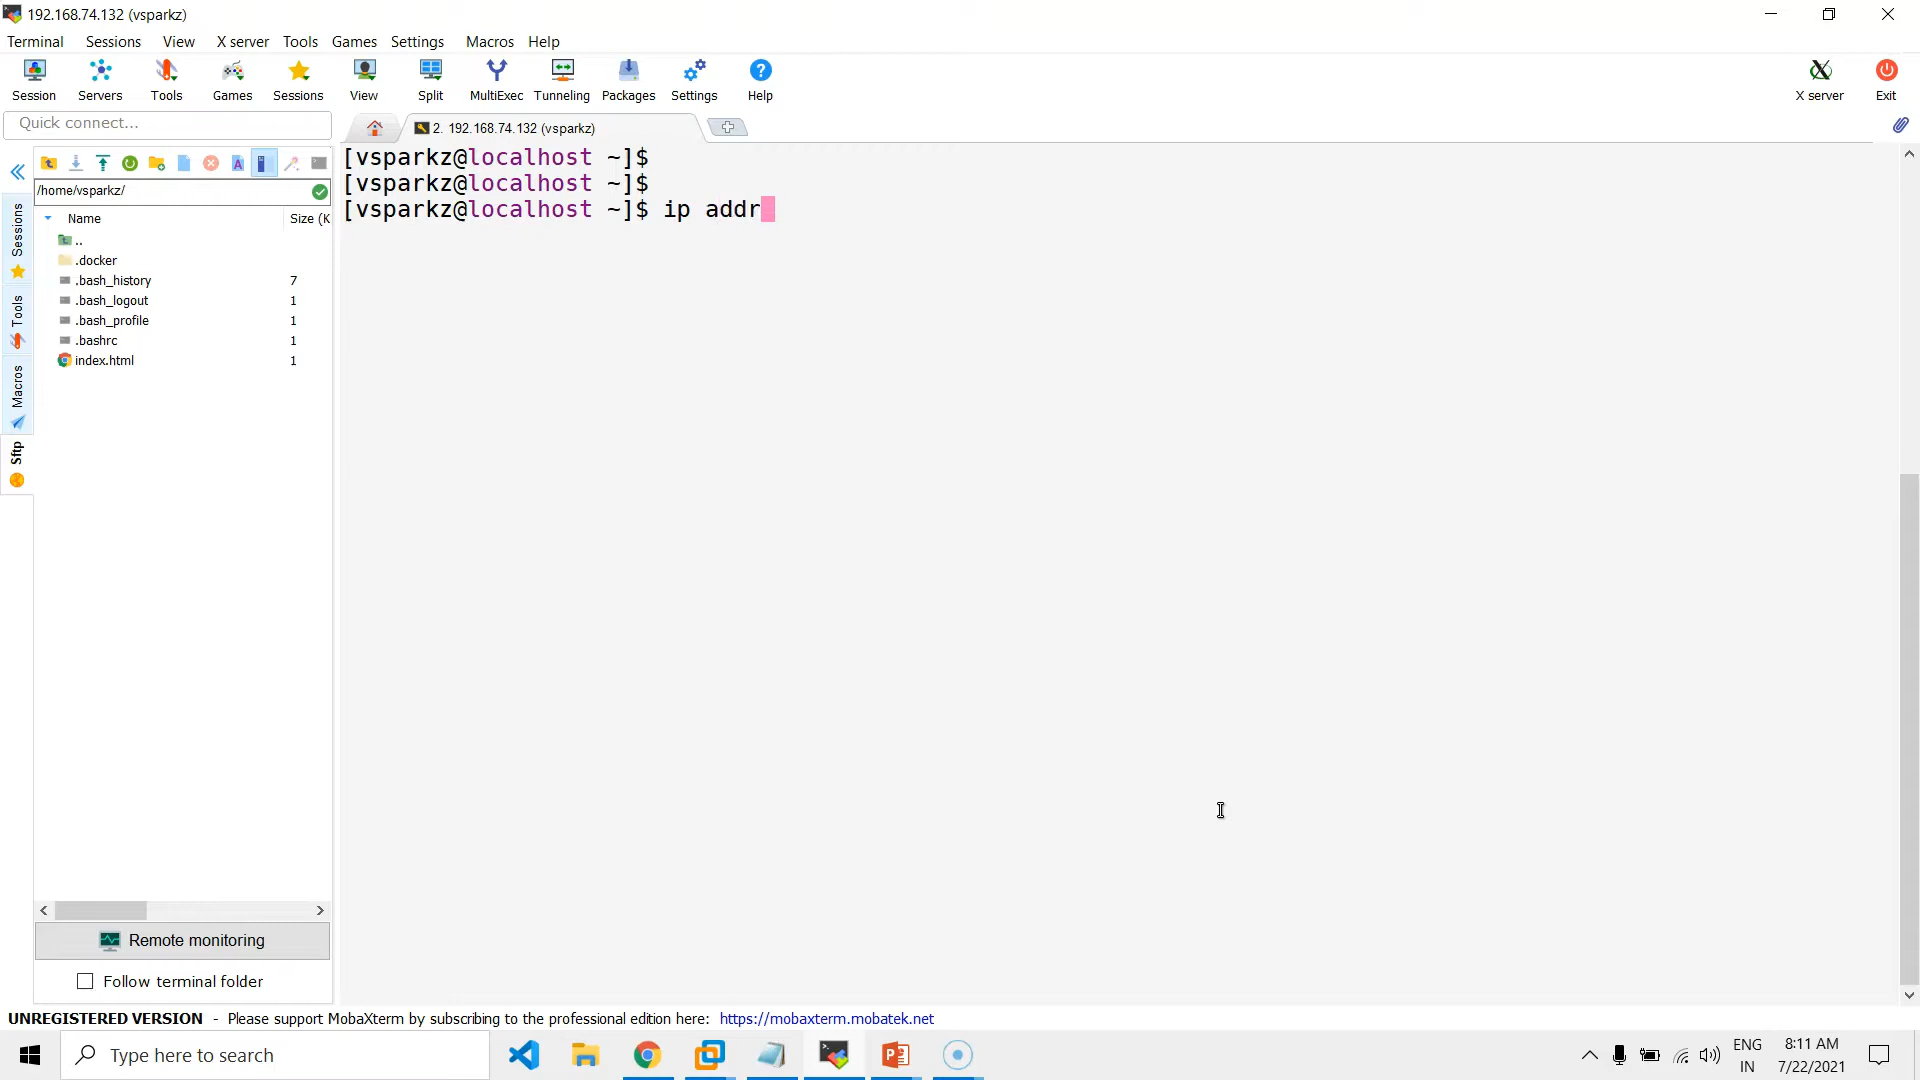 192.168.74.132 (vsparkz)
Terminal Sessions View X server Tools Games Settings Macros Help
Session Servers Tools Games Sessions View Split MultiExec Tunneling Packages Settings Help X server Exit
Quick connect...
2. 192.168.74.132 (vsparkz)
/home/vsparkz/
Name Size (K
..
.docker
.bash_history 7
.bash_logout 1
.bash_profile 1
.bashrc 1
index.html 1
Sessions
Tools
Macros
Sftp
[vsparkz@localhost ~]$
[vsparkz@localhost ~]$
[vsparkz@localhost ~]$ ip addr
Remote monitoring
Follow terminal folder
UNREGISTERED VERSION - Please support MobaXterm by subscribing to the professional edition here: https://mobaxterm.mobatek.net
Type here to search
ENG
IN
8:11 AM
7/22/2021